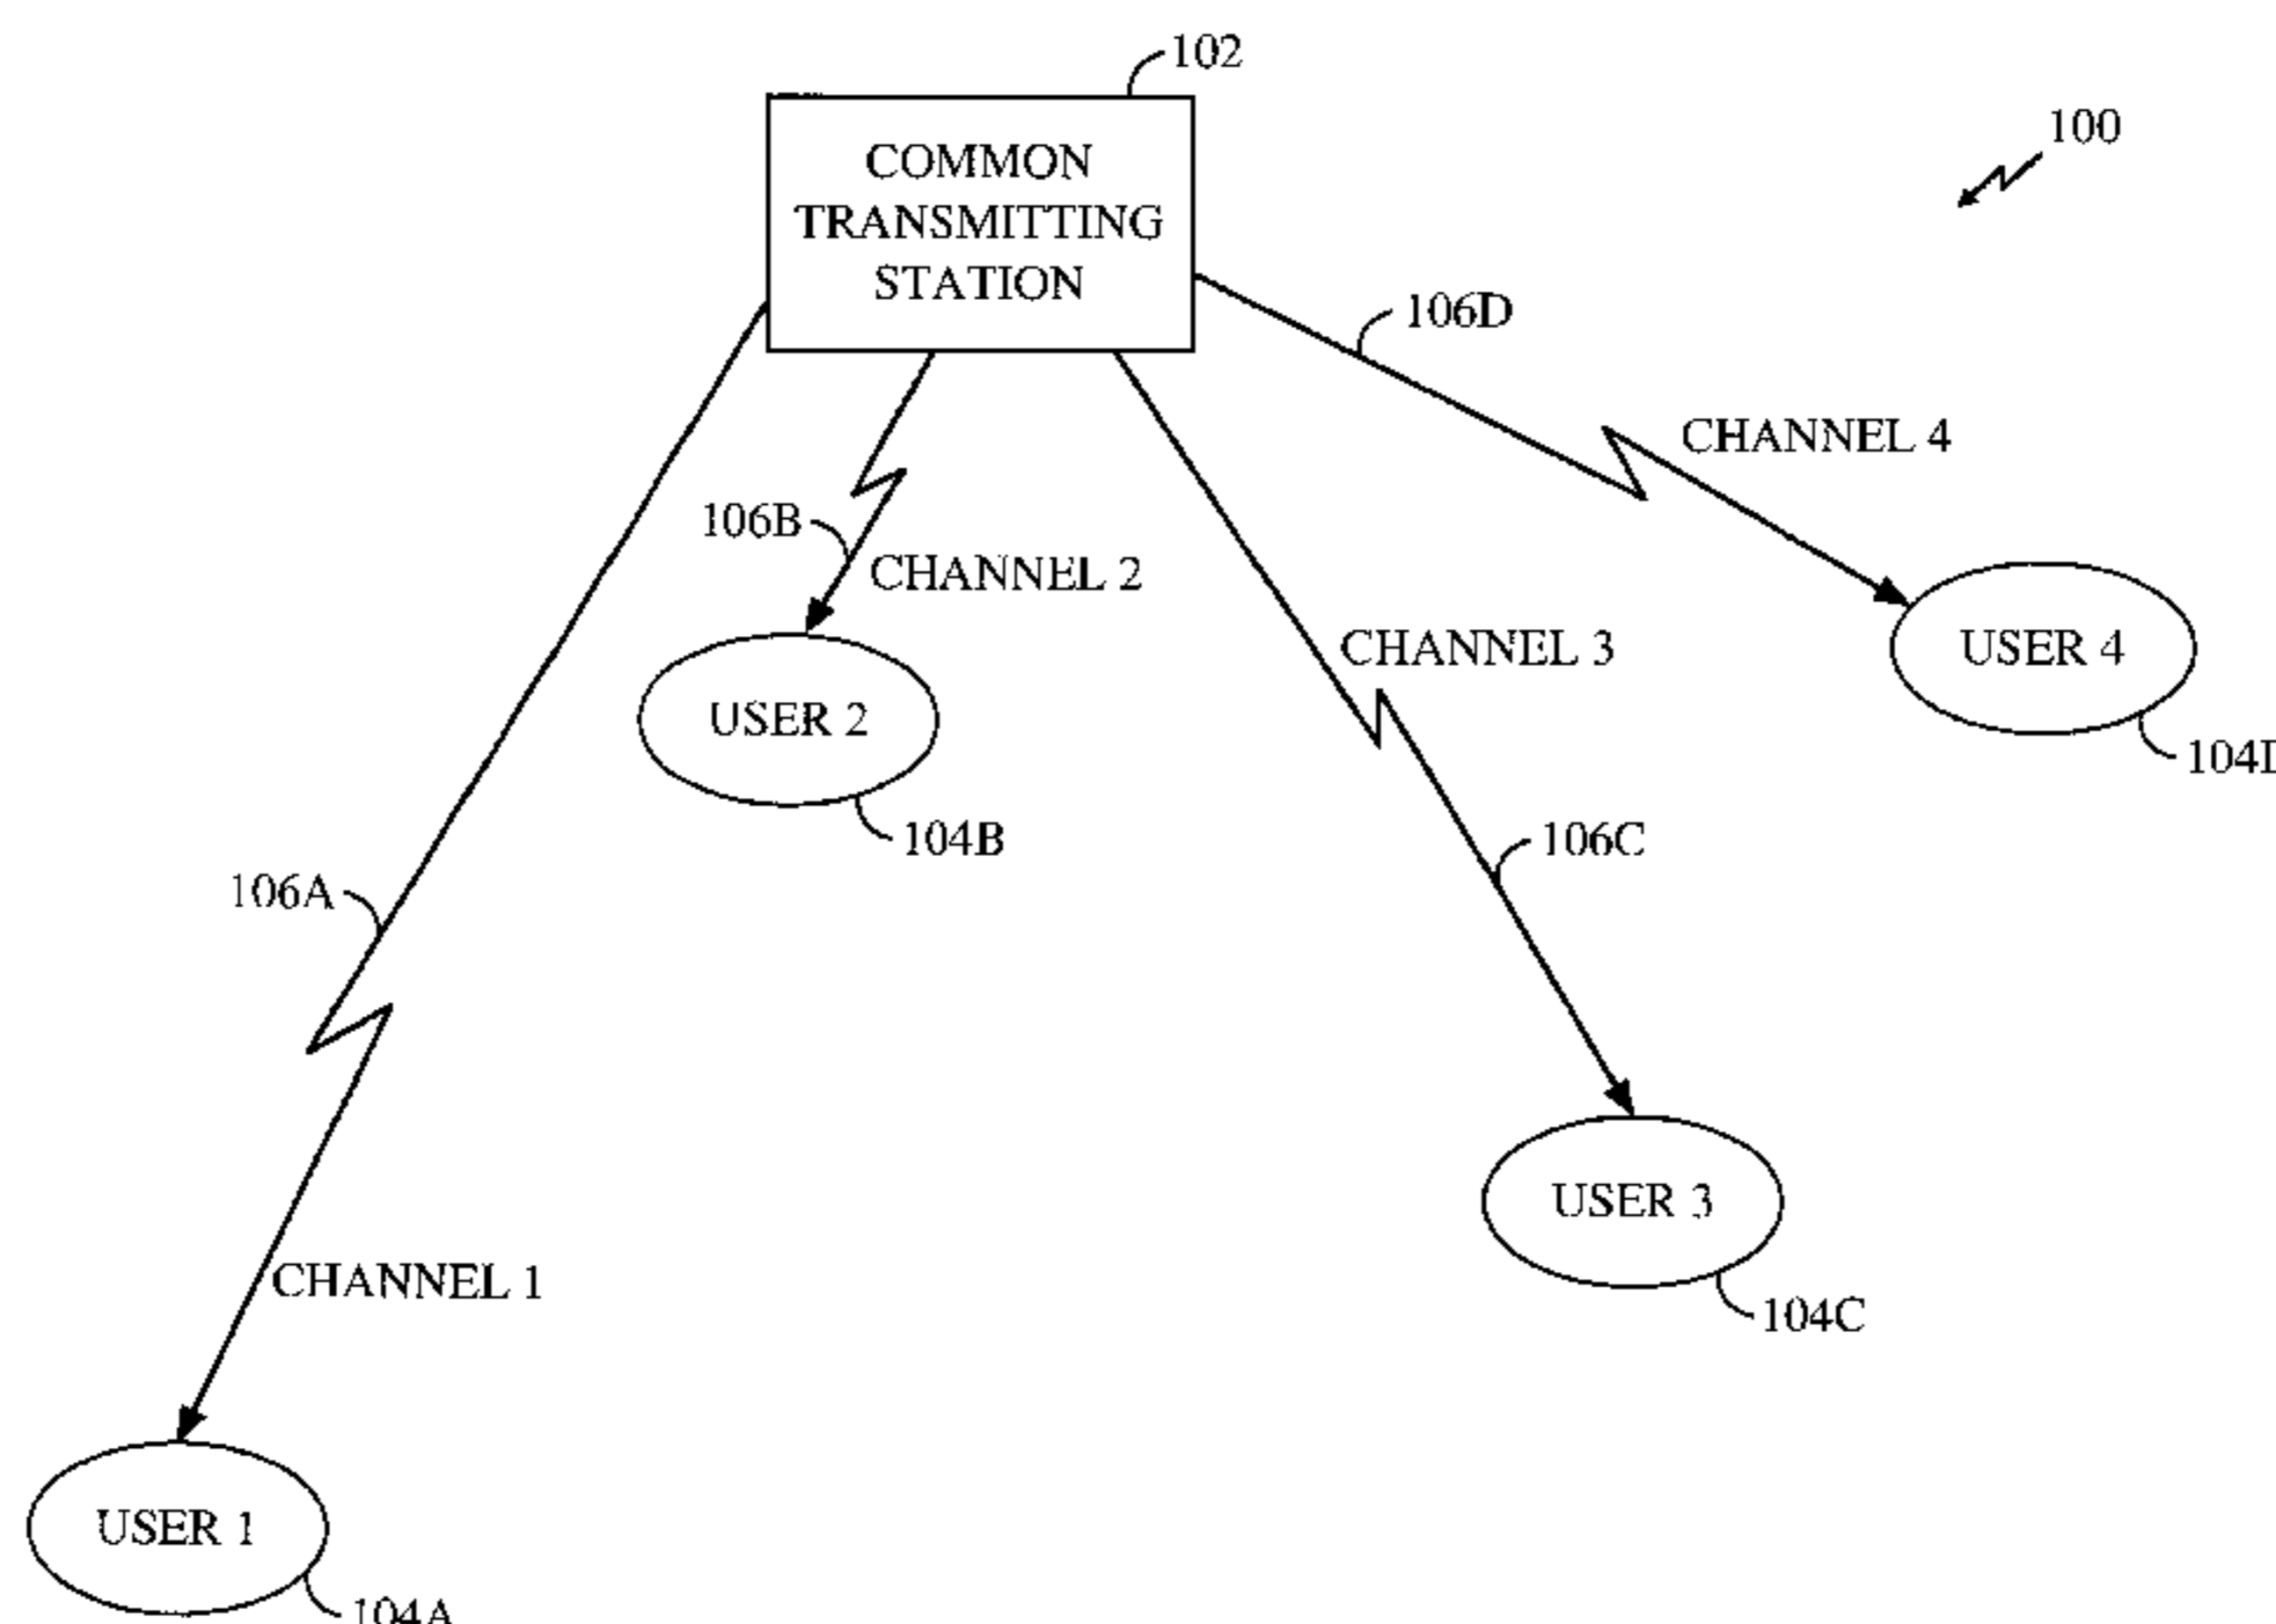 102
100
COMMON
TRANSMITTING
STATION
106D
CHANNEL 4
106B
CHANNEL 2
CHANNEL 3
USER 4
USER 2
104B
106C
106A
USER 3
CHANNEL 1
104C
USER 1
104A